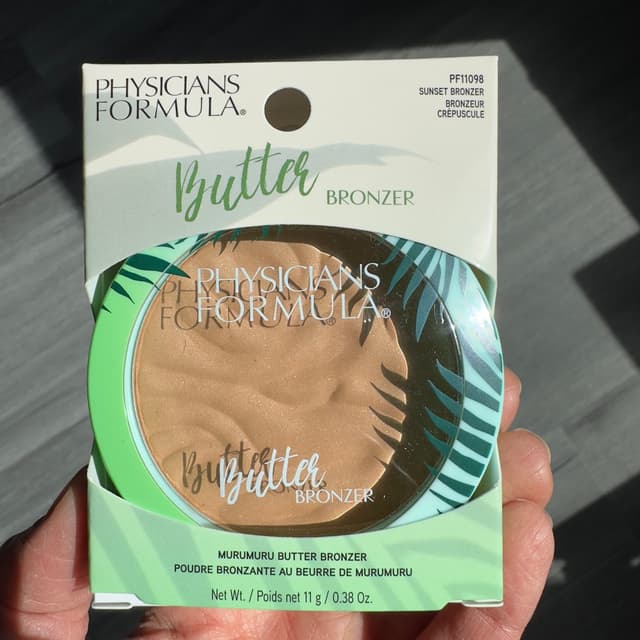 PHYSICIANS
FORMULA®
PF11098
SUNSET BRONZER
BRONZEUR
CRÉPUSCULE
Butter
BRONZER
PHYSICIANS
FORMULA®
Butter
BRONZER
MURUMURU BUTTER BRONZER
POUDRE BRONZANTE AU BEURRE DE MURUMURU
Net Wt. / Poids net 11 g / 0.38 Oz.